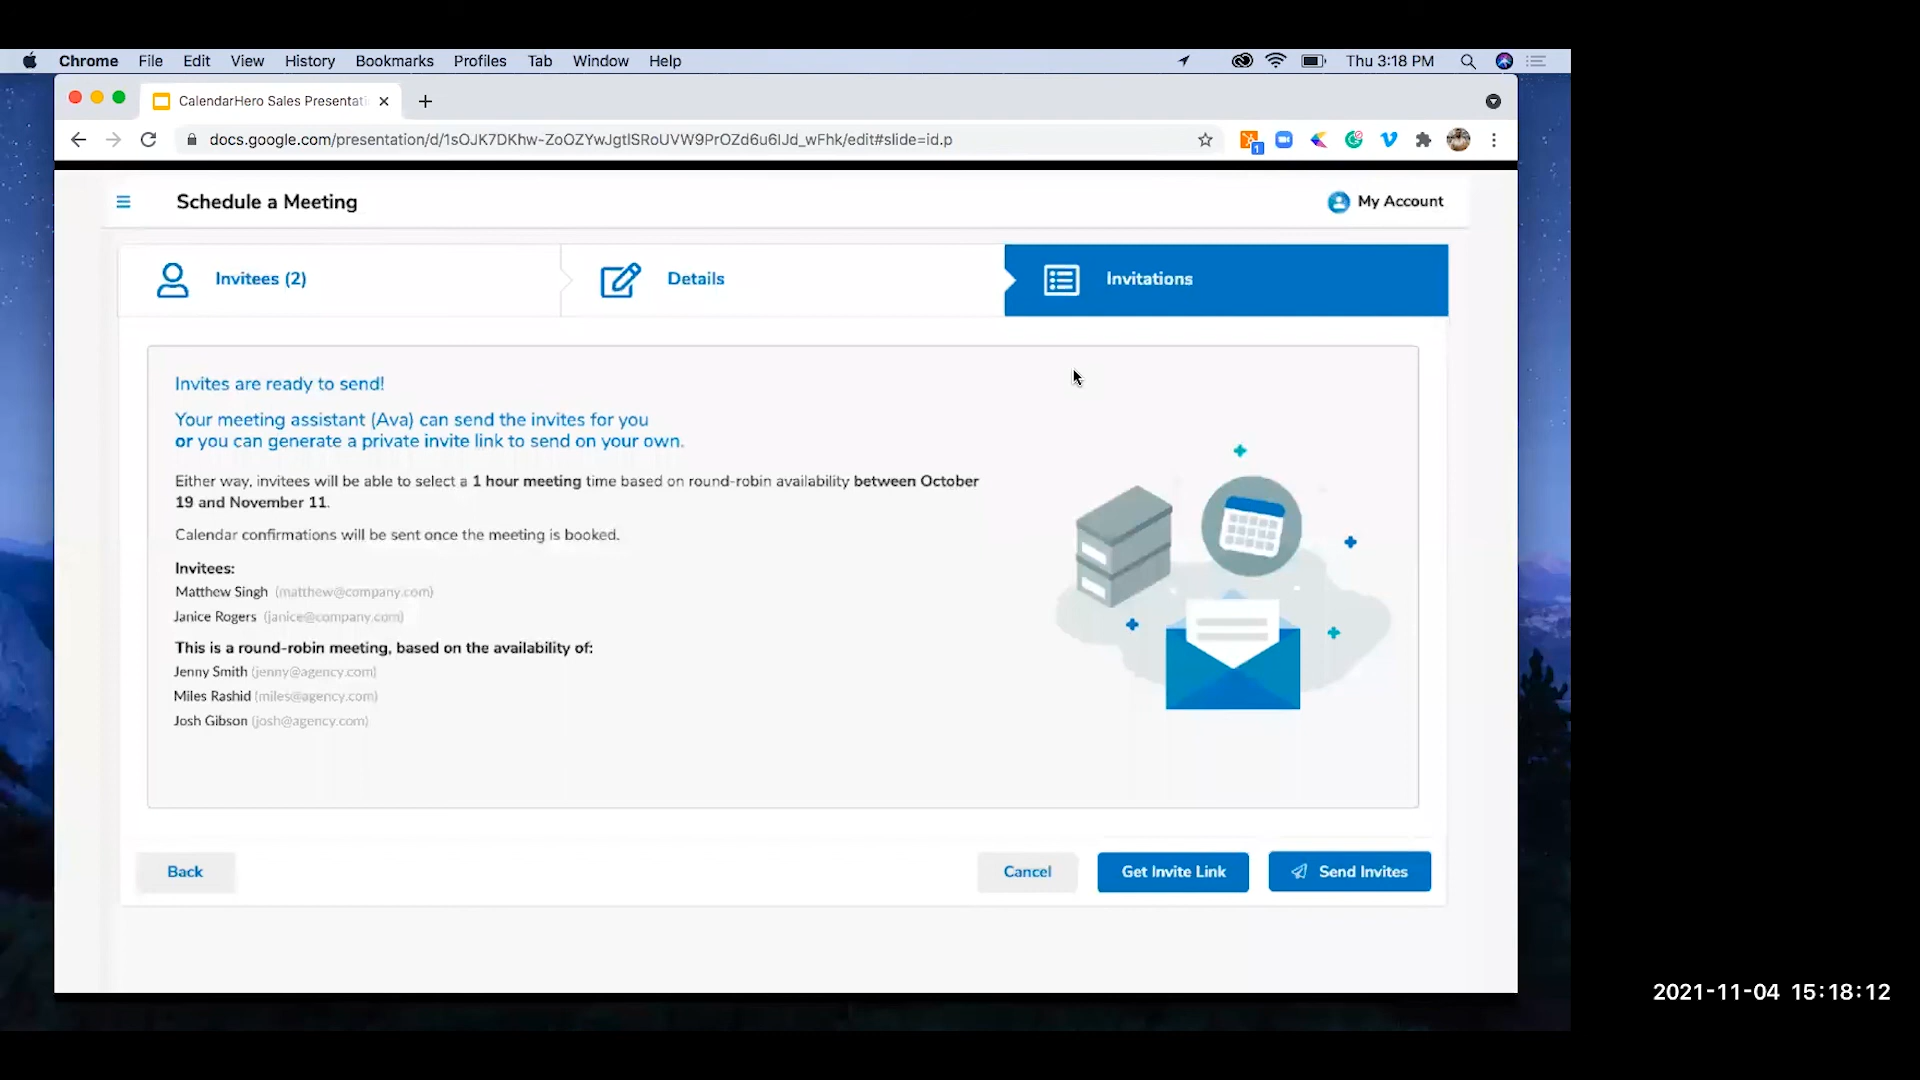 Chrome File Edit View History Bookmarks Profiles Tab Window Help Thu 3:18 PM
CalendarHero Sales Presentati
docs.google.com/presentation/d/1sOJK7DKhw-ZoOZYwJgtlSRoUVW9PrOZd6u6lJd_wFhk/edit#slide=id.p
1
Schedule a Meeting
My Account
Invitees (2)
Details
Invitations
Invites are ready to send!
Your meeting assistant (Ava) can send the invites for you
or you can generate a private invite link to send on your own.
Either way, invitees will be able to select a 1 hour meeting time based on round-robin availability between October
19 and November 11.
Calendar confirmations will be sent once the meeting is booked.
Invitees:
Matthew Singh (matthew@company.com)
Janice Rogers (janice@company.com)
This is a round-robin meeting, based on the availability of:
Jenny Smith (jenny@agency.com)
Miles Rashid (miles@agency.com)
Josh Gibson (josh@agency.com)
Back
Cancel
Get Invite Link
Send Invites
2021-11-04 15:18:12